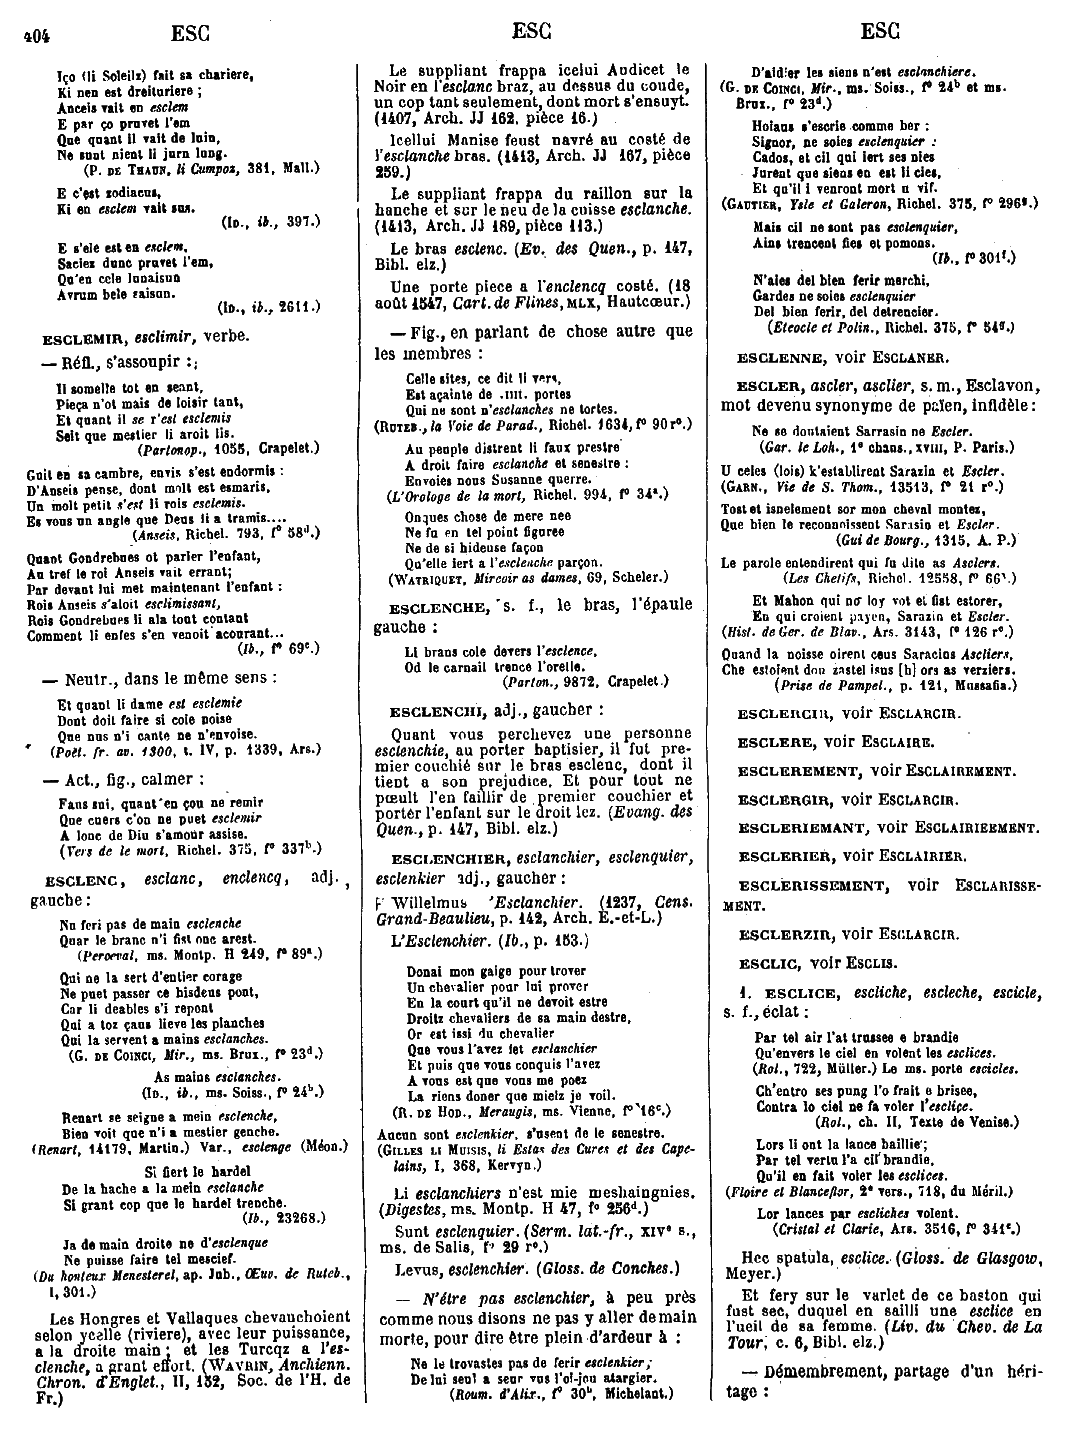 404 ESC ESC ESC
Iço (li Soleilz) fait sa chariere,
Ki nen est dreituriere ;
Anceis vait en esclem
E par ço pruvet l'em
Que quant il vait de luin,
Ne sunt nient li jurn lung.
(P. DE THAUN, li Cumpoz, 381, Mall.)
E c'est zodiacus,
Ki en esclem vait sus.
(ID., ib., 397.)
E s'ele est en esclem,
Saciez dunc pruvet l'em,
Qu'en cele lunaisun
Avrum bele saisun.
(ID., ib., 2611.)
ESCLEMIR, esclimir, verbe.
— Réfl., s'assoupir :
Il somelle tot en seant,
Pieça n'ot mais de loisir tant,
Et quant il se r'est esclemis
Seit que mestier li aroit lis.
(Partonop., 1055, Crapelet.)
Guit en sa cambre, envis s'est endormis :
D'Anseis pense, dont molt est esmaris,
Un molt petit s'est li rois esclemis.
Es vous un angle que Deus li a tramis....
(Anseis, Richel. 793, f° 58d.)
Quant Gondrebues ot parler l'enfant,
Au tref le roi Anseis vait errant;
Par devant lui met maintenant l'enfant :
Rois Anseis s'aloit esclimissant,
Rois Gondrebues li ala tout contant
Comment li enfes s'en venoit acourant...
(Ib., f° 69c.)
— Neutr., dans le même sens :
Et quant li dame est esclemie
Dont doit faire si coie noise
Que nus n'i cante ne n'envoise.
(Poët. fr. av. 1300, t. IV, p. 1339, Ars.)
— Act., fig., calmer :
Fans sui, quant en çou ne remir
Que cuers c'on ne puet esclemir
A lonc de Diu s'amour assise.
(Vers de le mort, Richel. 375, f° 337b.)
ESCLENC, esclanc, enclencq, adj.,
gauche :
Nu feri pas de main esclenche
Quar le branc n'i fist onc arest.
(Perceval, ms. Montp. H 249, f° 89a.)
Qui ne la sert d'entier corage
Ne puet passer ce hisdeus pont,
Car li deables s'i repont
Qui a toz çaus lieve les planches
Qui la servent a mains esclanches.
(G. DE COINCI, Mir., ms. Brux., f° 23d.)
As mains esclanches.
(ID., ib., ms. Soiss., f° 24b.)
Renart se seigne a mein esclenche,
Bien voit que n'i a mestier genche.
(Renart, 14179, Martin.) Var., esclenge (Méon.)
Si fiert le hardel
De la hache a la mein esclanche
Si grant cop que le hardel trenche.
(Ib., 23268.)
Ja de main droite ne d'esclenque
Ne puisse faire tel mescief.
(Du honteux Menesterel, ap. Jub., Œuv. de Ruteb.,
I, 301.)
Les Hongres et Vallaques chevauchoient
selon ycelle (riviere), avec leur puissance,
a la droite main ; et les Turcqz a l'es-
clenche, a grant effort. (WAVRIN, Anchienn.
Chron. d'Englet., II, 152, Soc. de l'H. de
Fr.)
Le suppliant frappa icelui Audicet le
Noir en l'esclanc braz, au dessus du coude,
un cop tant seulement, dont mort s'ensuyt.
(1407, Arch. JJ 162, pièce 16.)
Icellui Manise feust navré au costé de
l'esclanche bras. (1413, Arch. JJ 167, pièce
259.)
Le suppliant frappa du raillon sur la
hanche et sur le neu de la cuisse esclanche.
(1413, Arch. JJ 189, pièce 113.)
Le bras esclenc. (Ev. des Quen., p. 147,
Bibl. elz.)
Une porte piece a l'enclencq costé. (18
août 1547, Cart. de Flines, MLX, Hautcœur.)
— Fig., en parlant de chose autre que
les membres :
Celle sites, ce dit li vers,
Est açainte de .IIII. portes
Qui ne sont n'esclanches ne tortes.
(RUTEB., la Voie de Parad., Richel. 1634, f° 90 r°.)
Au peuple distrent li faux prestre
A droit faire esclanche et senestre :
Envoies nous Susanne querre.
(L'Orologe de la mort, Richel. 994, f° 34a.)
Onques chose de mere nee
Ne fu en tel point figuree
Ne de si hideuse façon
Qu'elle iert a l'esclenche parçon.
(WATRIQUET, Mireoir as dames, 69, Scheler.)
ESCLENCHE, s. f., le bras, l'épaule
gauche :
Li brans cole devers l'esclence,
Od le carnail trence l'oreile.
(Parton., 9872, Crapelet.)
ESCLENCHI, adj., gaucher :
Quant vous perchevez une personne
esclenchie, au porter baptisier, il fut pre-
mier couchié sur le bras esclenc, dont il
tient a son prejudice. Et pour tout ne
pœult l'en faillir de premier couchier et
porter l'enfant sur le droit lez. (Evang. des
Quen., p. 147, Bibl. elz.)
ESCLENCHIER, esclanchier, esclenquier,
esclenkier adj., gaucher :
Willelmus 'Esclanchier. (1237, Cens.
Grand-Beaulieu, p. 142, Arch. E.-et-L.)
L'Esclenchier. (Ib., p. 153.)
Donai mon gaige pour trover
Un chevalier pour lui prover
En la court qu'il ne devoit estre
Droitz chevaliers de sa main destre,
Or est issi du chevalier
Que vous l'avez fet esclanchier
Et puis que vous conquis l'avez
A vous est que vous me poez
La riens doner que mielz je voil.
(R. DE HOD., Meraugis, ms. Vienne, f° 16c.)
Aucun sont esclenkier, s'usent de le senestre.
(GILLES LI MUISIS, li Estas des Cures et des Cape-
lains, I, 368, Kervyn.)
Li esclanchiers n'est mie meshaingnies.
(Digestes, ms. Montp. H 47, f° 256d.)
Sunt esclenquier. (Serm. lat.-fr., XIVe s.,
ms. de Salis, f° 29 r°.)
Levus, esclenchier. (Gloss. de Conches.)
— N'être pas esclenchier, à peu près
comme nous disons ne pas y aller de main
morte, pour dire être plein d'ardeur à :
Ne le trovastes pas de ferir esclenkier;
De lui seul a seur vos l'oï-jou atargier.
(Roum. d'Alix., f° 30b, Michelant.)
D'aidier les siens n'est esclanchiere.
(G. DE COINCI, Mir., ms. Soiss., f° 24b et ms.
Brux., f° 23d.)
Hoiaus s'escrie comme ber :
Signor, ne soies esclenquier :
Cados, et cil qui iert ses nies
Jurent que siens en est li cies,
Et qu'il i venront mort u vif.
(GAUTIER, Ysle et Galeron, Richel. 375, f° 296a.)
Mais cil ne sont pas esclenquier,
Ains trencent fies et pomons.
(Ib., f° 301f.)
N'ales del bien ferir marchi,
Gardes ne soies esclenquier
Del bien ferir, del detrencier.
(Eteocle et Polin., Richel. 375, f° 54g.)
ESCLENNE, voir ESCLANER.
ESCLER, ascler, asclier, s. m., Esclavon,
mot devenu synonyme de païen, infidèle :
Ne se doutaient Sarrasin ne Escler.
(Gar. le Loh., 1e chans., XVIII, P. Paris.)
U celes (lois) k'establirent Sarazin et Escler.
(GARN., Vie de S. Thom., 13513, f° 21 r°.)
Tost et isnelement sor mon cheval montez,
Que bien le reconnoissent Sarasin et Escler.
(Gui de Bourg., 1315, A. P.)
Le parole entendirent qui fu dite as Asclers.
(Les Chetifs, Richel. 12558, f° 66.)
Et Mahon qui no loy vot et fist estorer,
En qui croient payen, Sarazin et Escler.
(Hist. de Ger. de Blav., Ars. 3143, f° 126 r°.)
Quand la noisse oirent ceus Saracins Ascliers,
Che estoient dou zastel isus [h] ors as verziers.
(Prise de Pampel., p. 121, Mussafia.)
ESCLERCIR, voir ESCLARCIR.
ESCLERE, voir ESCLAIRE.
ESCLEREMENT, voir ESCLAIREMENT.
ESCLERGIR, voir ESCLARCIR.
ESCLERIEMANT, voir ESCLAIRIEEMENT.
ESCLERIER, voir ESCLAIRIER.
ESCLERISSEMENT, voir ESCLARISSE-
MENT.
ESCLERZIR, voir ESCLARCIR.
ESCLIC, voir ESCLIS.
1. ESCLICE, escliche, escleche, escicle,
s. f., éclat :
Par tel air l'at trussee e brandie
Qu'envers le ciel en volent les esclices.
(Rol., 722, Müller.) Le ms. porte escicles.
Ch'entro ses pung l'o frait e brisee,
Contra lo ciel ne fa voler l'escliçe.
(Rol., ch. II, Texte de Venise.)
Lors li ont la lance baillie;
Par tel vertu l'a cil brandie,
Qu'il en fait voler les esclices.
(Floire et Blanceflor, 2e vers., 718, du Méril.)
Lor lances par escliches volent.
(Cristal et Clarie, Ars. 3516, f° 341c.)
Hec spatula, esclice. (Gloss. de Glasgow,
Meyer.)
Et fery sur le varlet de ce baston qui
fust sec, duquel en sailli une esclice en
l'ueil de sa femme. (Liv. du Chev. de La
Tour, c. 6, Bibl. elz.)
— Démembrement, partage d'un héri-
tage :